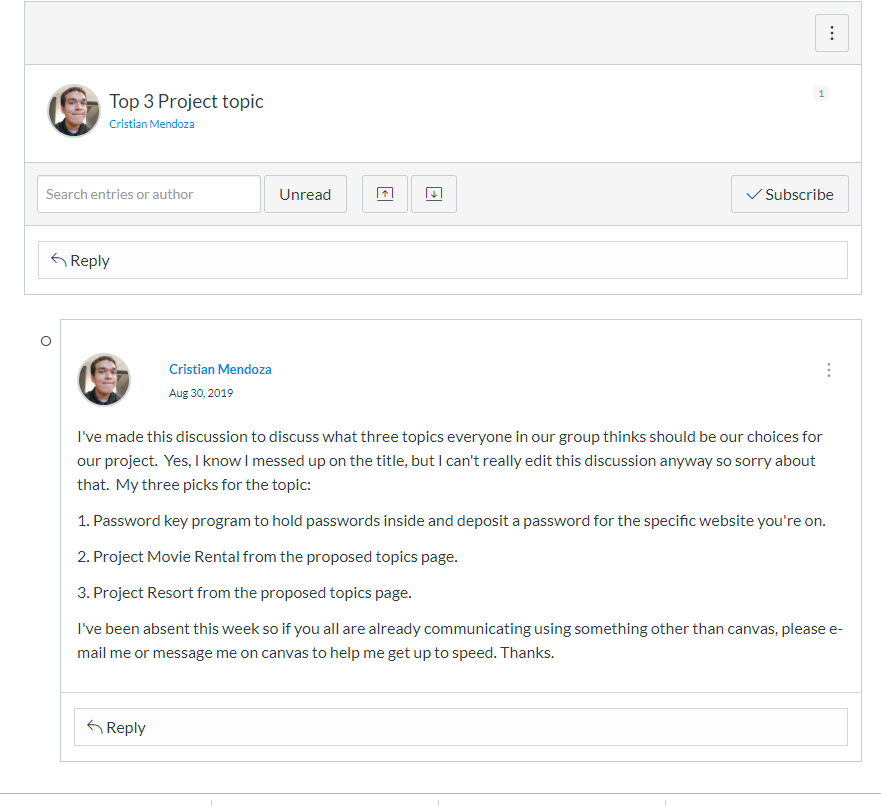 Top 3 Project topic
1
Cristian Mendoza
Search entries or author
Unread
Subscribe
Reply
Cristian Mendoza
Aug 30, 2019
I've made this discussion to discuss what three topics everyone in our group thinks should be our choices for
our project.  Yes, I know I messed up on the title, but I can't really edit this discussion anyway so sorry about
that.  My three picks for the topic:
1. Password key program to hold passwords inside and deposit a password for the specific website you're on.
2. Project Movie Rental from the proposed topics page.
3. Project Resort from the proposed topics page.
I've been absent this week so if you all are already communicating using something other than canvas, please e-
mail me or message me on canvas to help me get up to speed. Thanks.
Reply